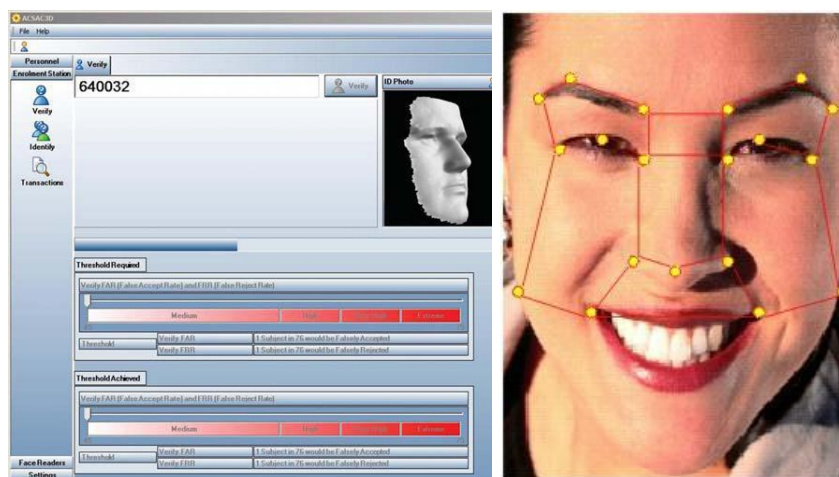 ACSAC3D
File Help
Personnel
Enrolment Station
Verify
Identify
Transactions
Face Readers
Settings
Verify
640032
Verify
ID Photo
Threshold Required
Verify FAR (False Accept Rate) and FRR (False Reject Rate)
Medium High Extreme
Threshold
Verify FAR 1 Subject in 76 would be Falsely Accepted
Verify FRR 1 Subject in 76 would be Falsely Rejected
Threshold Achieved
Verify FAR (False Accept Rate) and FRR (False Reject Rate)
Medium High Extreme
Threshold
Verify FAR 1 Subject in 76 would be Falsely Accepted
Verify FRR 1 Subject in 76 would be Falsely Rejected